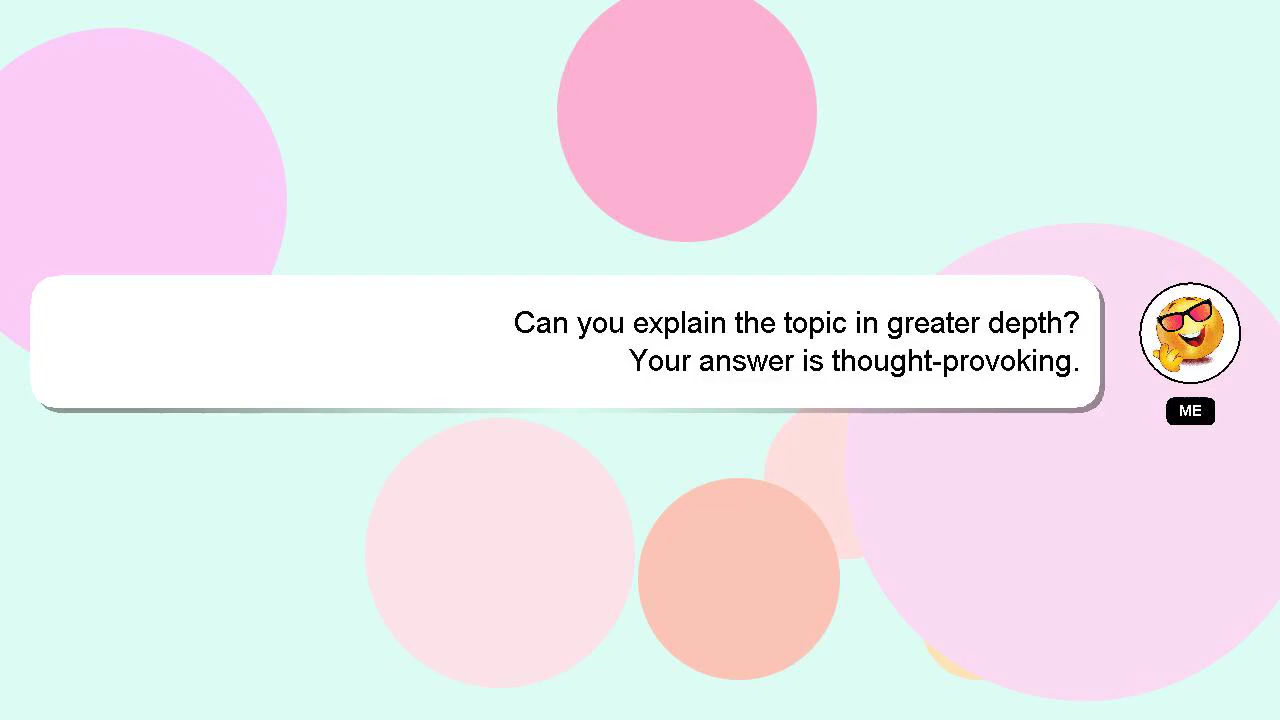 Can you explain the topic in greater depth?
Your answer is thought-provoking.
ME